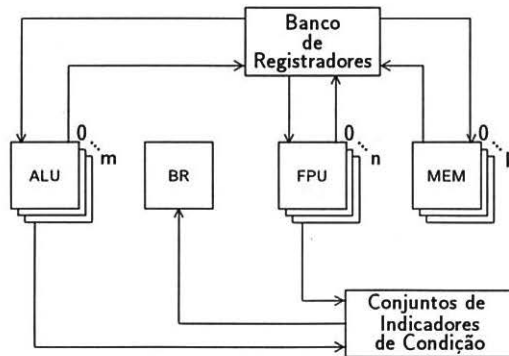 Banco
de
Registradores
0 0 0
ALU m BR FPU n MEM
Conjuntos de
Indicadores
de Condição